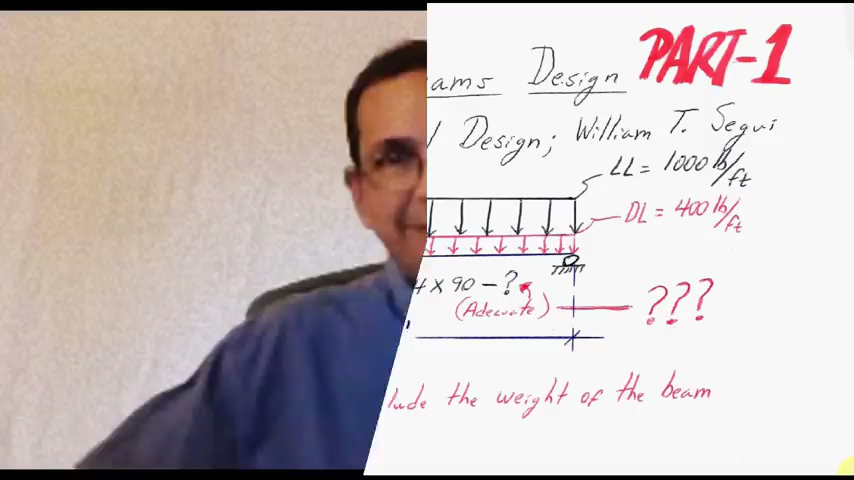 PART-1
ams Design
Design; William T. Segui
LL = 1000 lb/ft
DL = 400 lb/ft
4 X 90 - ?
(Adequate) ???
lude the weight of the beam